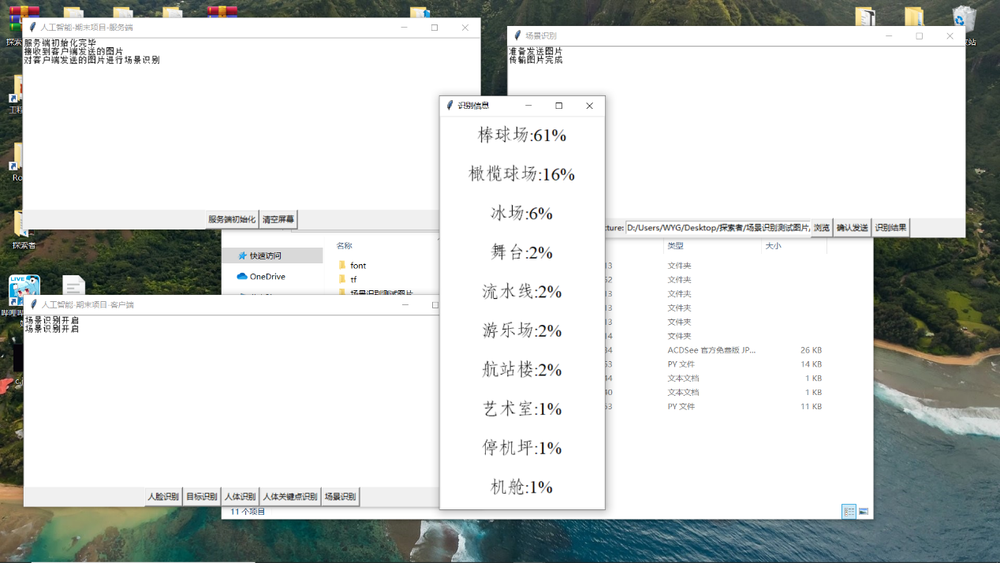 人工智能-期末项目-服务端
服务端初始化完毕
接收到客户端发送的图片
对客户端发送的图片进行场景识别
服务端初始化
清空屏幕
场景识别
准备发送图片
传输图片完成
ture:
D:/Users/WYG/Desktop/探索者/场景识别测试图片,
浏览
确认发送
识别结果
识别信息
棒球场:61%
橄榄球场:16%
冰场:6%
舞台:2%
流水线:2%
游乐场:2%
航站楼:2%
艺术室:1%
停机坪:1%
机舱:1%
探索者
名称
类型
大小
快速访问
OneDrive
font
tf
场景识别测试图片
文件夹
文件夹
文件夹
文件夹
文件夹
文件夹
ACDSee 官方免费版 JP...
26 KB
PY 文件
14 KB
文本文档
1 KB
文本文档
1 KB
PY 文件
11 KB
11 个项目
人工智能-期末项目-客户端
场景识别开启
场景识别开启
人脸识别
目标识别
人体识别
人体关键点识别
场景识别